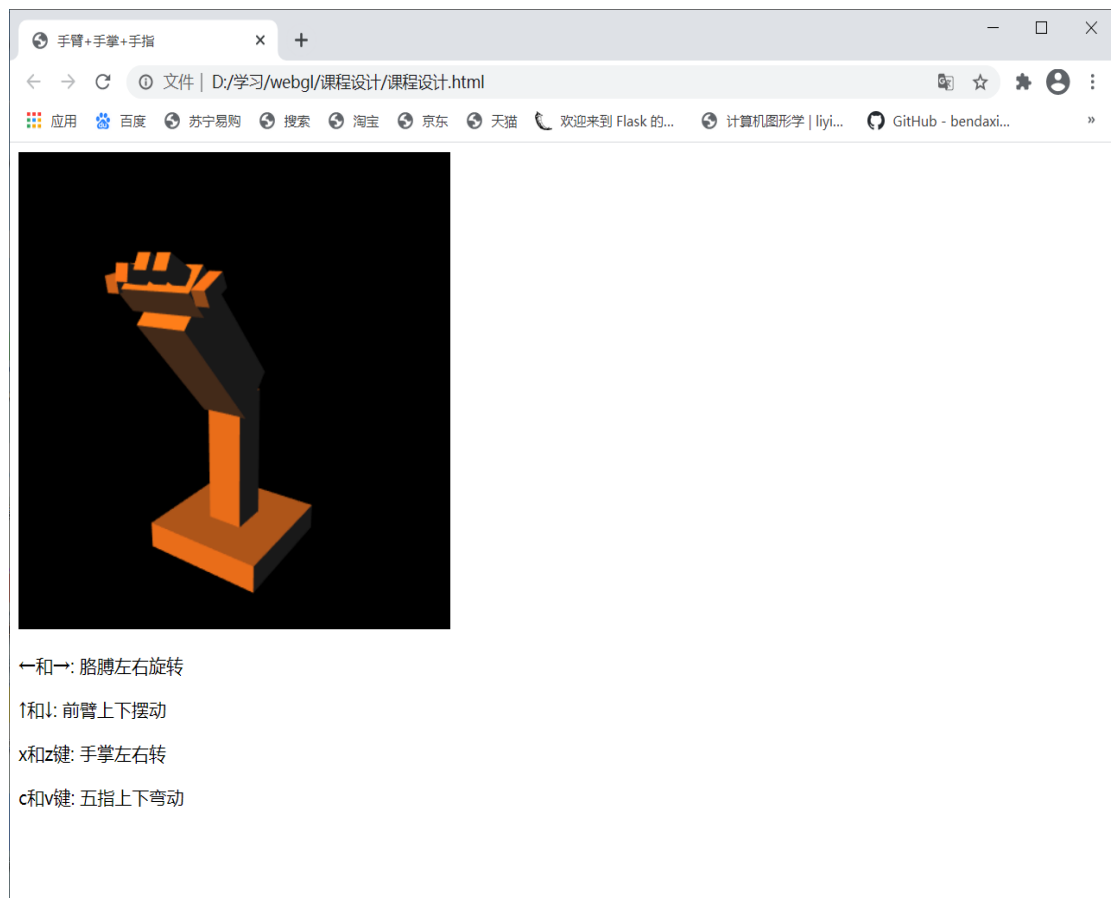 手臂+手掌+手指
文件 | D:/学习/webgl/课程设计/课程设计.html
应用 百度 苏宁易购 搜索 淘宝 京东 天猫 欢迎来到 Flask 的... 计算机图形学 | liyi... GitHub - bendaxi... »
←和→: 胳膊左右旋转
↑和↓: 前臂上下摆动
x和z键: 手掌左右转
c和v键: 五指上下弯动